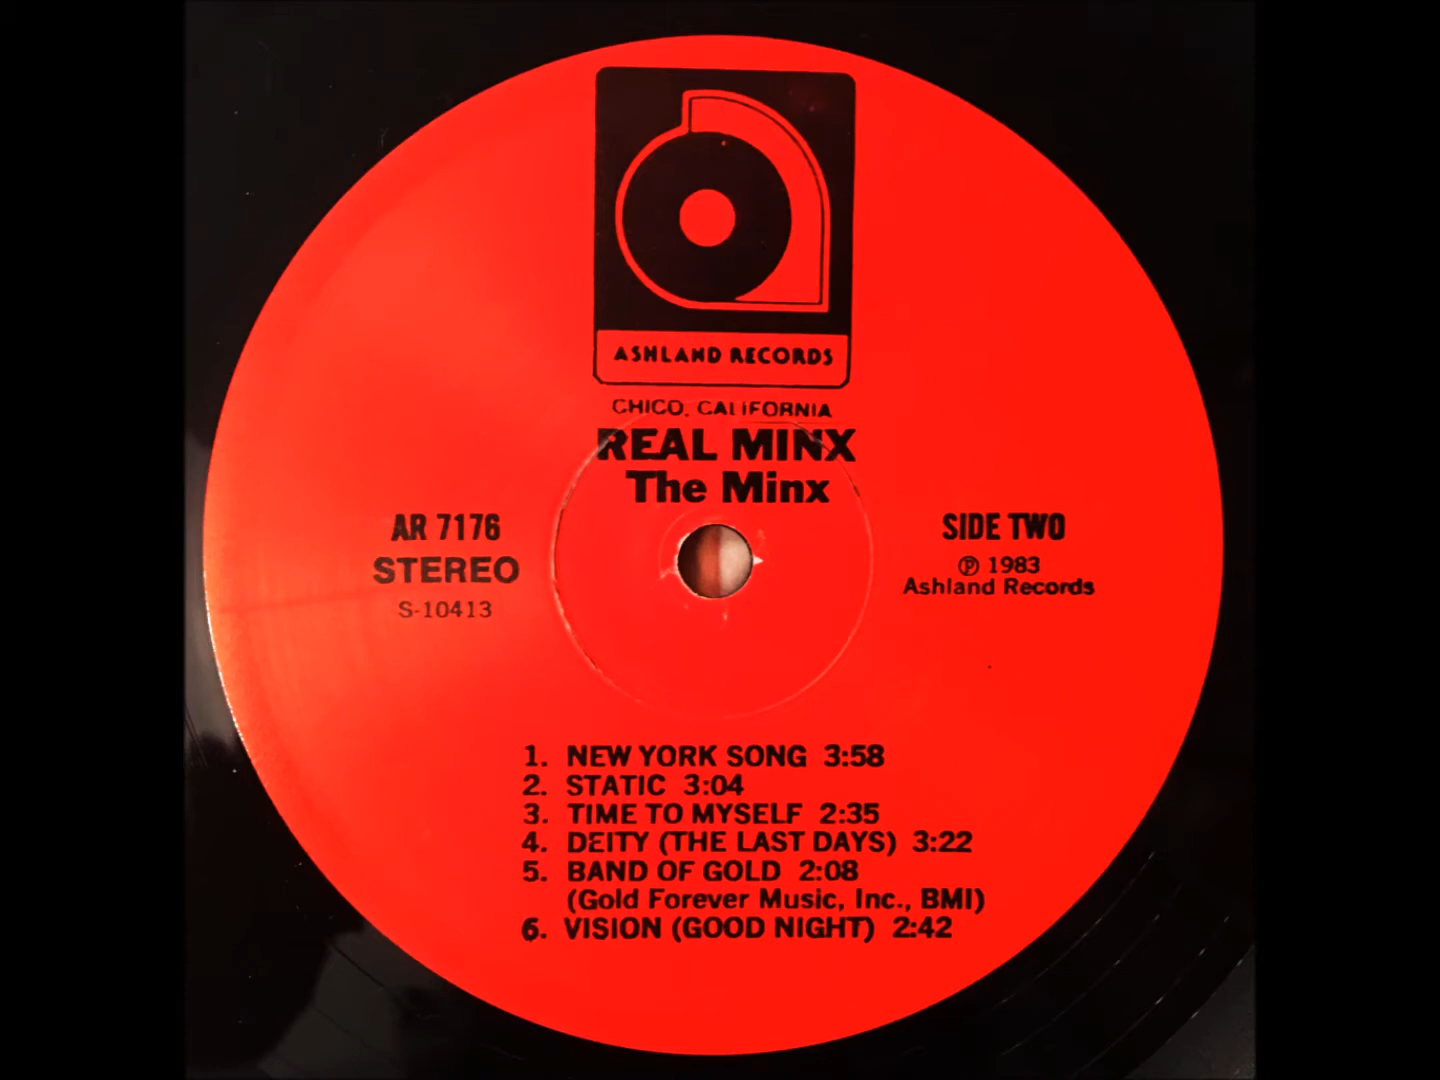 ASHLAND RECORDS
CHICO, CALIFORNIA
REAL MINX
The Minx
AR 7176
STEREO
S-10413
SIDE TWO
℗ 1983
Ashland Records
1. NEW YORK SONG 3:58
2. STATIC 3:04
3. TIME TO MYSELF 2:35
4. DEITY (THE LAST DAYS) 3:22
5. BAND OF GOLD 2:08
(Gold Forever Music, Inc., BMI)
6. VISION (GOOD NIGHT) 2:42